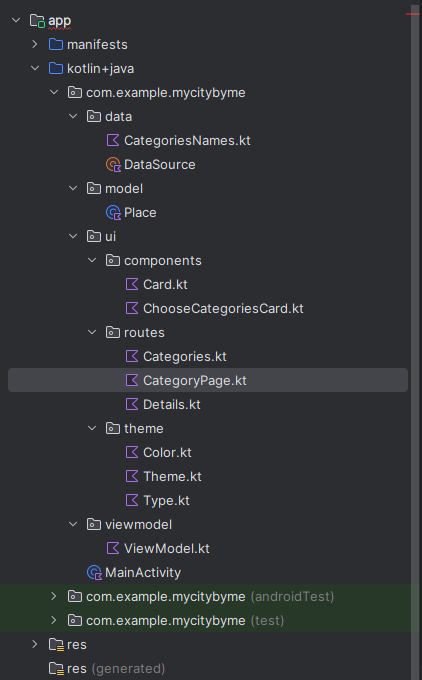 app
manifests
kotlin+java
com.example.mycitybyme
data
CategoriesNames.kt
DataSource
model
Place
ui
components
Card.kt
ChooseCategoriesCard.kt
routes
Categories.kt
CategoryPage.kt
Details.kt
theme
Color.kt
Theme.kt
Type.kt
viewmodel
ViewModel.kt
MainActivity
com.example.mycitybyme (androidTest)
com.example.mycitybyme (test)
res
res (generated)